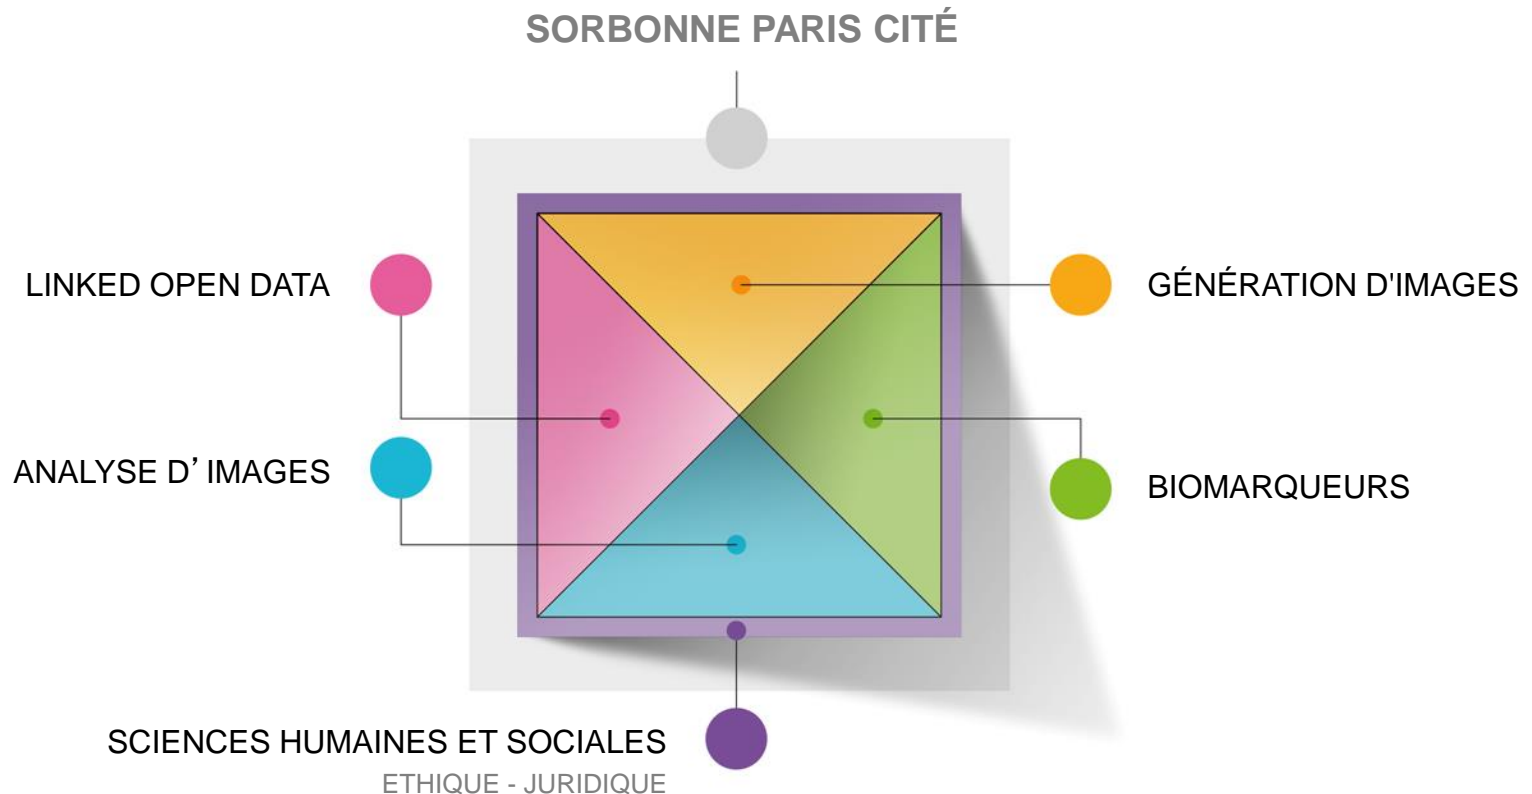 SORBONNE PARIS CITÉ
LINKED OPEN DATA
GÉNÉRATION D'IMAGES
ANALYSE D’ IMAGES
BIOMARQUEURS
SCIENCES HUMAINES ET SOCIALES
ETHIQUE - JURIDIQUE